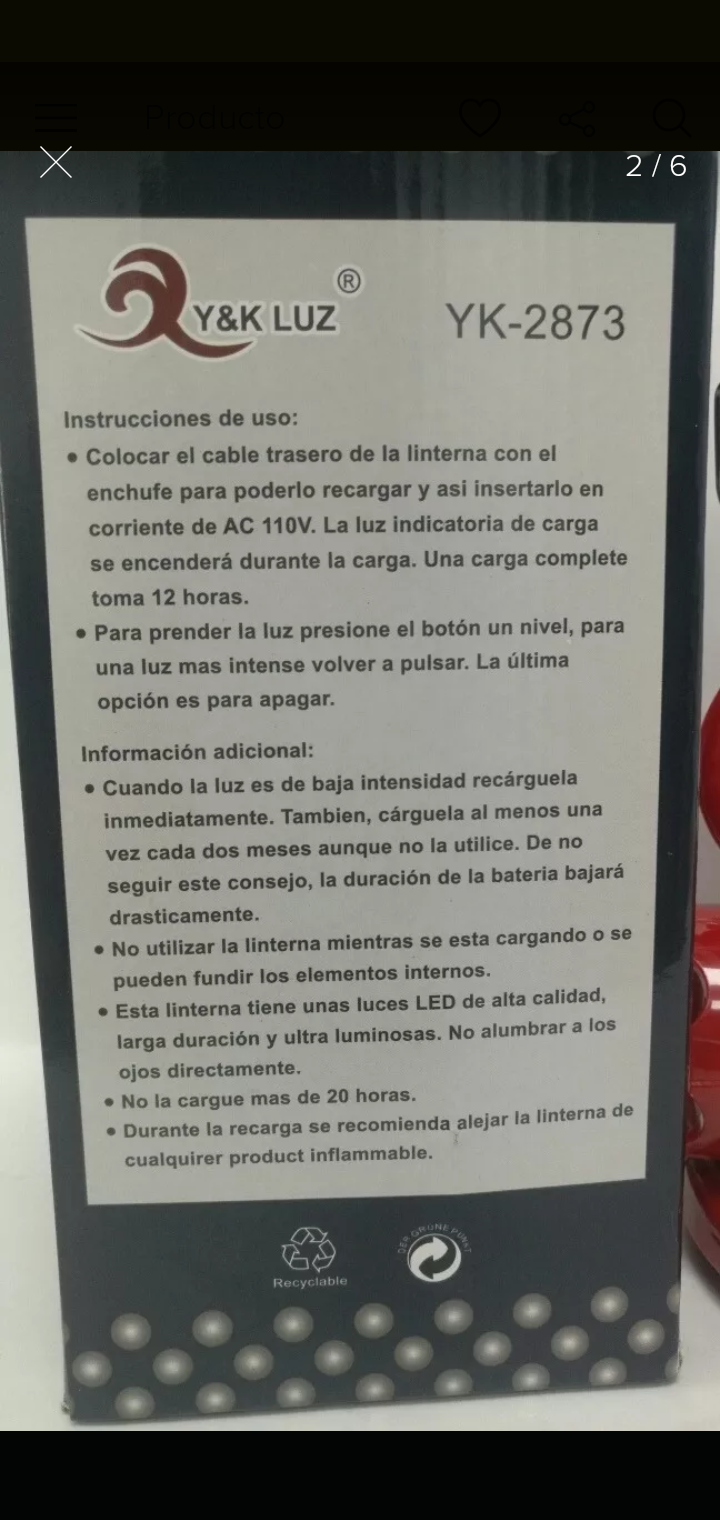 Producto
2 / 6
Y&K LUZ ®
YK-2873
Instrucciones de uso:
• Colocar el cable trasero de la linterna con el
enchufe para poderlo recargar y asi insertarlo en
corriente de AC 110V. La luz indicatoria de carga
se encenderá durante la carga. Una carga complete
toma 12 horas.
• Para prender la luz presione el botón un nivel, para
una luz mas intense volver a pulsar. La última
opción es para apagar.
Información adicional:
• Cuando la luz es de baja intensidad recárguela
inmediatamente. Tambien, cárguela al menos una
vez cada dos meses aunque no la utilice. De no
seguir este consejo, la duración de la bateria bajará
drasticamente.
• No utilizar la linterna mientras se esta cargando o se
pueden fundir los elementos internos.
• Esta linterna tiene unas luces LED de alta calidad,
larga duración y ultra luminosas. No alumbrar a los
ojos directamente.
• No la cargue mas de 20 horas.
• Durante la recarga se recomienda alejar la linterna de
cualquirer product inflammable.
Recyclable
DER GRÜNE PUNKT